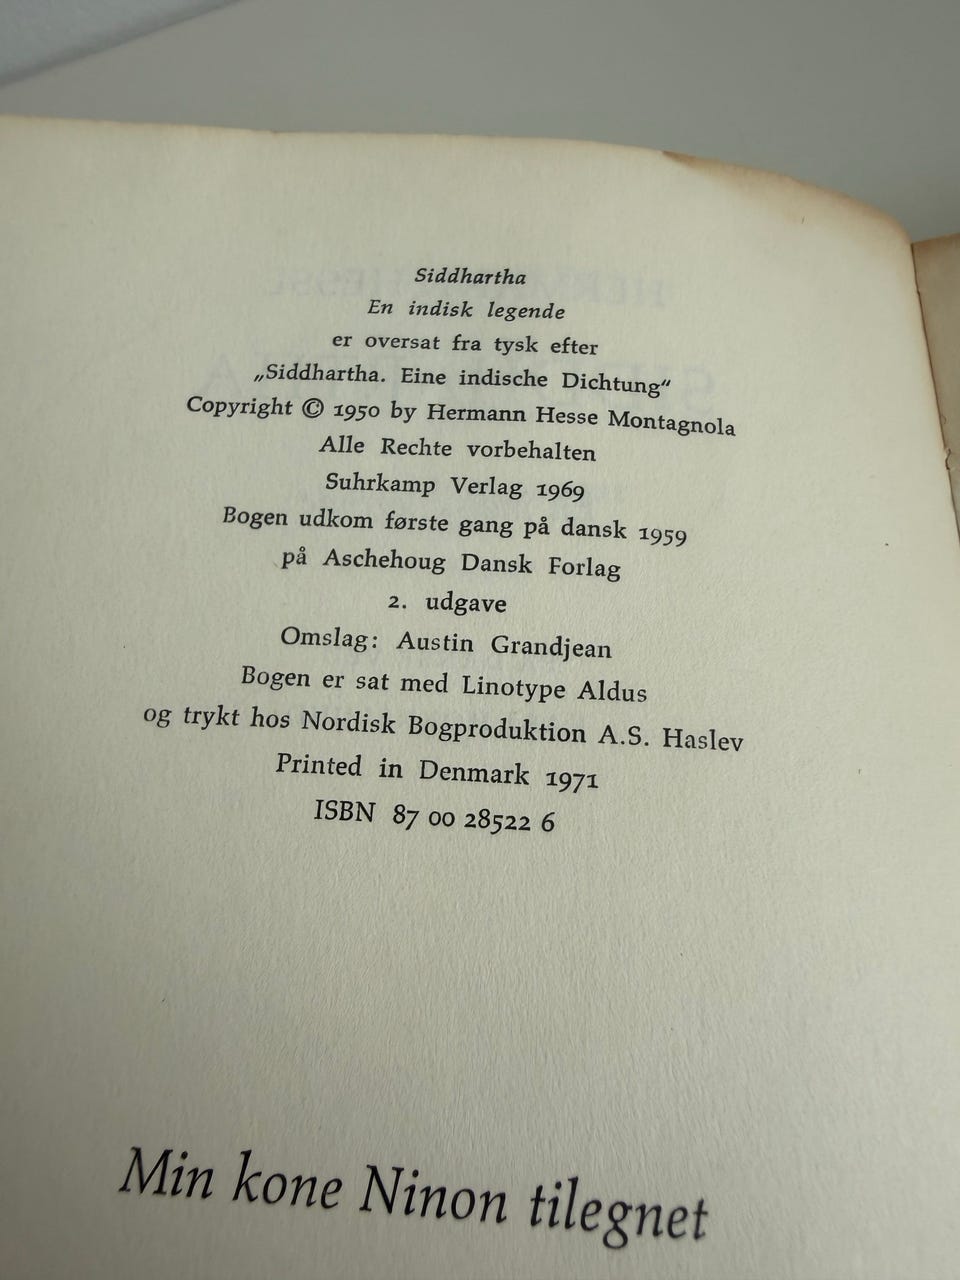 Siddhartha
En indisk legende
er oversat fra tysk efter
„Siddhartha. Eine indische Dichtung“
Copyright © 1950 by Hermann Hesse Montagnola
Alle Rechte vorbehalten
Suhrkamp Verlag 1969
Bogen udkom første gang på dansk 1959
på Aschehoug Dansk Forlag
2. udgave
Omslag: Austin Grandjean
Bogen er sat med Linotype Aldus
og trykt hos Nordisk Bogproduktion A.S. Haslev
Printed in Denmark 1971
ISBN 87 00 28522 6
Min kone Ninon tilegnet